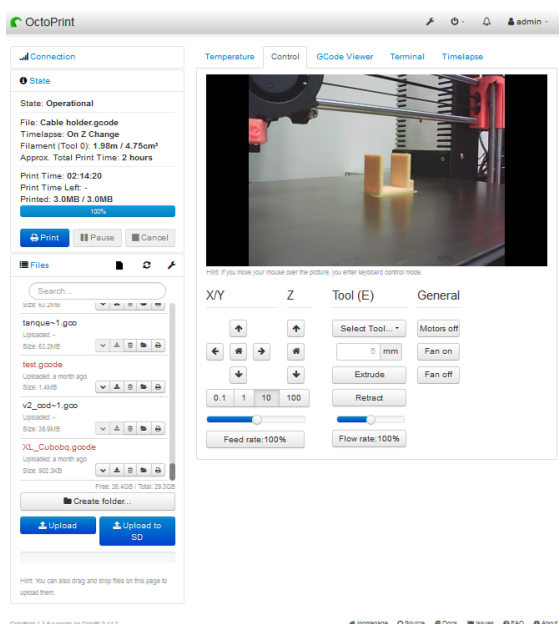 OctoPrint
admin
Connection
State
State: Operational
File: Cable holder.gcode
Timelapse: On Z Change
Filament (Tool 0): 1.98m / 4.75cm³
Approx. Total Print Time: 2 hours
Print Time: 02:14:20
Print Time Left: -
Printed: 3.0MB / 3.0MB
100%
Print Pause Cancel
Files
Search...
Size: 63.2MB
tanque~1.gco
Uploaded: -
Size: 63.2MB
test.gcode
Uploaded: a month ago
Size: 1.4MB
v2_cod~1.gco
Uploaded: -
Size: 38.9MB
XL_Cubobq.gcode
Uploaded: a month ago
Size: 902.3KB
Free: 26.4GB / Total: 29.3GB
Create folder...
Upload Upload to SD
Hint: You can also drag and drop files on this page to
upload them.
Temperature Control GCode Viewer Terminal Timelapse
Hint: If you move your mouse over the picture, you enter keyboard control mode.
X/Y Z Tool (E) General
Select Tool... Motors off
5 mm Fan on
Extrude Fan off
0.1 1 10 100 Retract
Feed rate:100% Flow rate:100%
Homepage Source Docs Issues FAQ About